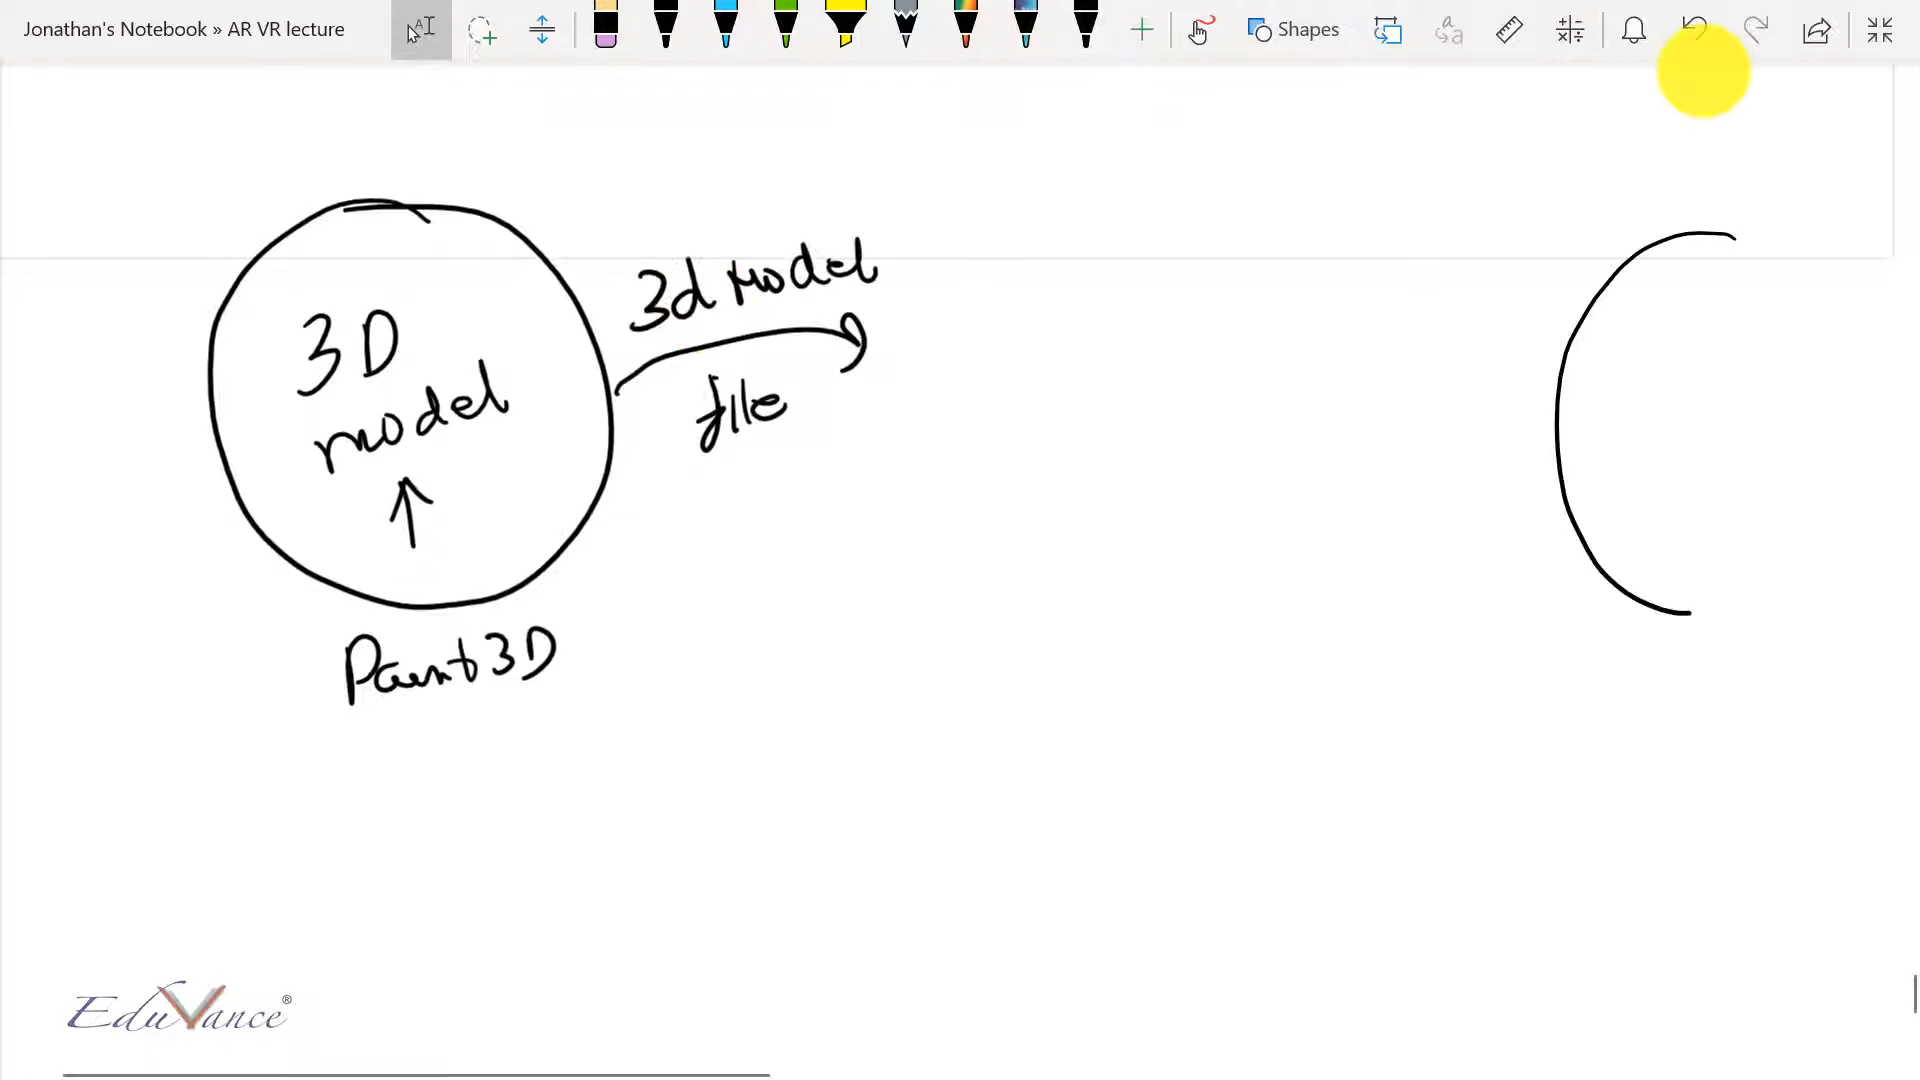 Jonathan's Notebook » AR VR lecture
Shapes
3D
model
↑
Paint3D
3d Model
file
EduVance®